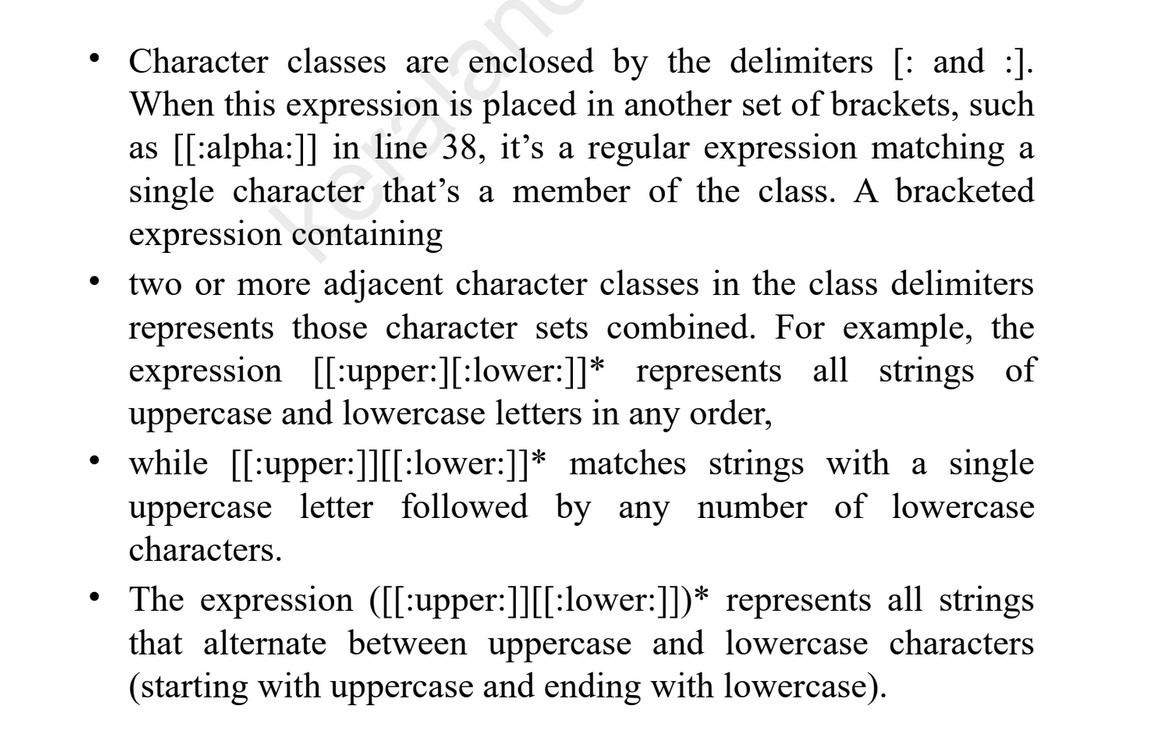 • Character classes are enclosed by the delimiters [: and :].
When this expression is placed in another set of brackets, such
as [[:alpha:]] in line 38, it’s a regular expression matching a
single character that’s a member of the class. A bracketed
expression containing
• two or more adjacent character classes in the class delimiters
represents those character sets combined. For example, the
expression [[:upper:][:lower:]]* represents all strings of
uppercase and lowercase letters in any order,
• while [[:upper:]][[:lower:]]* matches strings with a single
uppercase letter followed by any number of lowercase
characters.
• The expression ([[:upper:]][[:lower:]])* represents all strings
that alternate between uppercase and lowercase characters
(starting with uppercase and ending with lowercase).